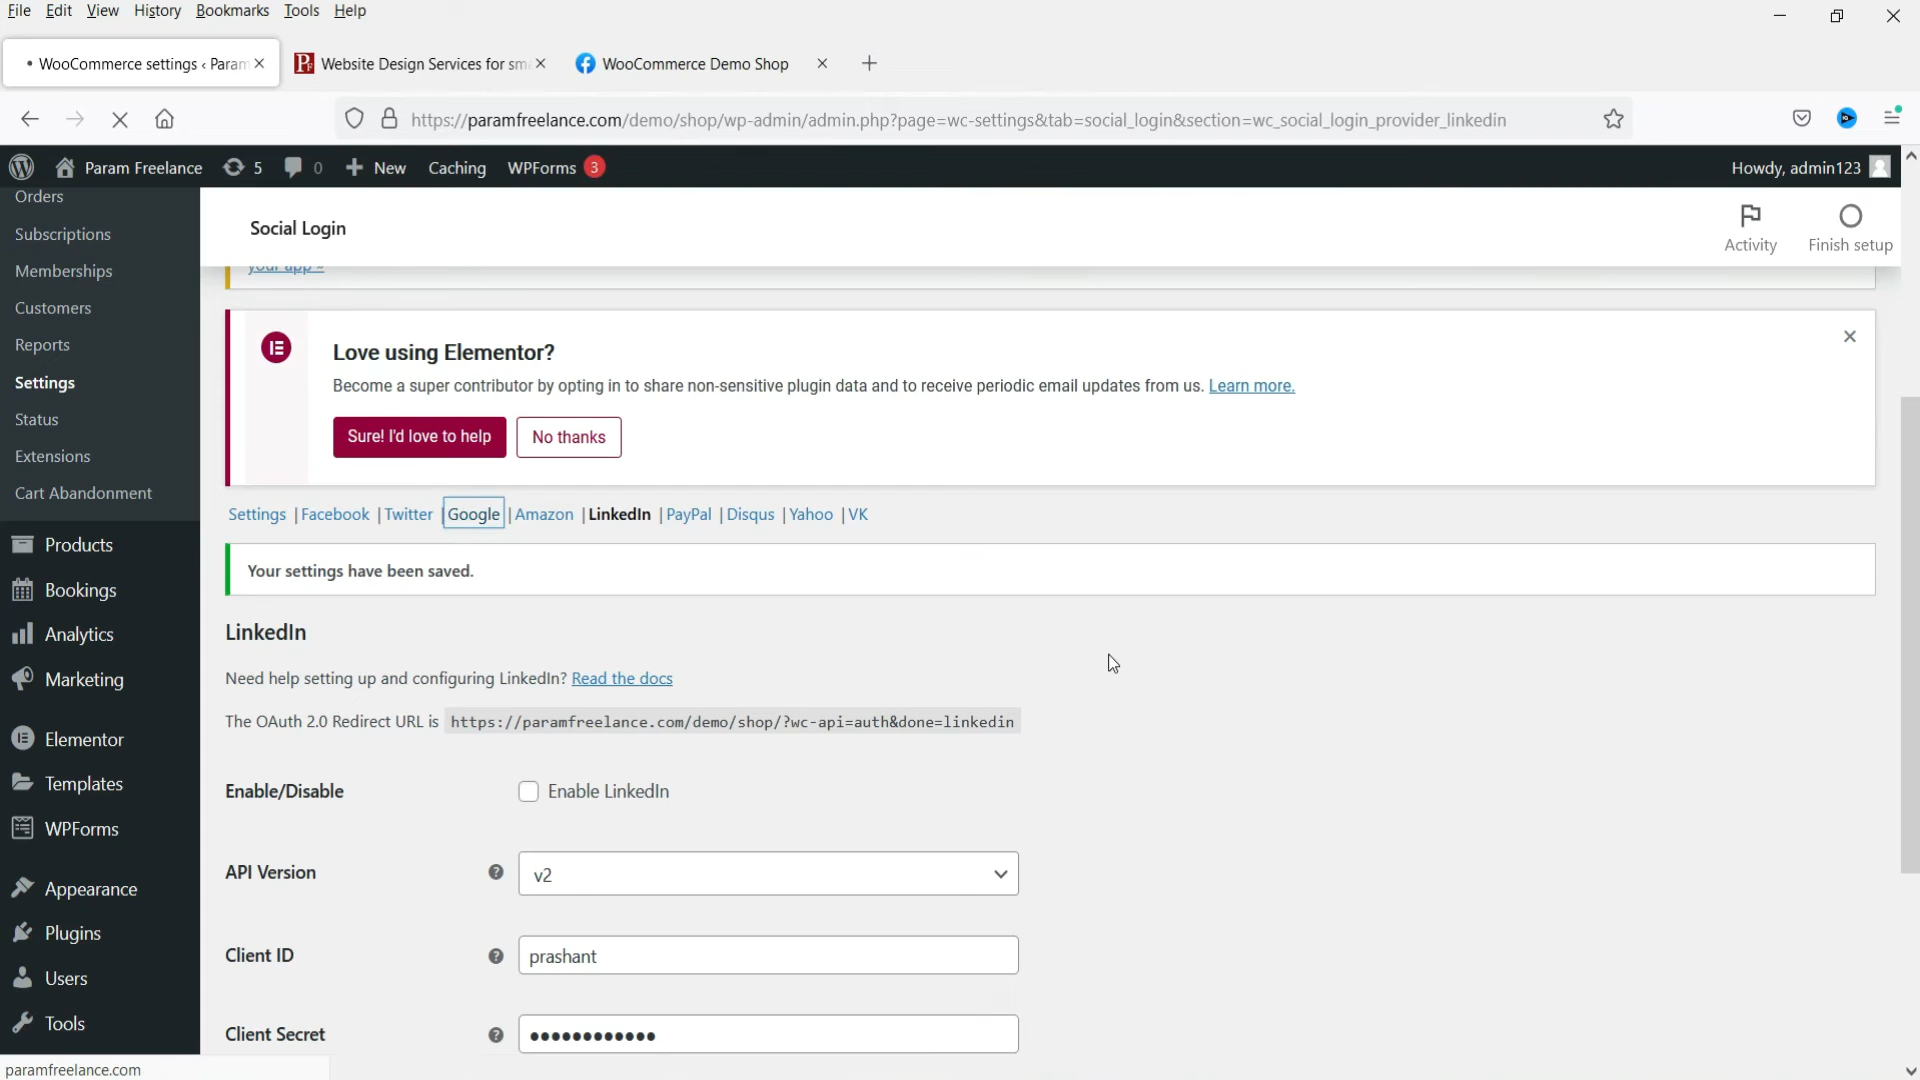 File Edit View History Bookmarks Tools Help
WooCommerce settings ‹ Param
Website Design Services for sm
WooCommerce Demo Shop
https://paramfreelance.com/demo/shop/wp-admin/admin.php?page=wc-settings&tab=social_login&section=wc_social_login_provider_linkedin
Param Freelance 5 0 New Caching WPForms 3 Howdy, admin123
Orders
Subscriptions
Memberships
Customers
Reports
Settings
Status
Extensions
Cart Abandonment
Products
Bookings
Analytics
Marketing
Elementor
Templates
WPForms
Appearance
Plugins
Users
Tools
Social Login
Activity
Finish setup
your app »
Love using Elementor?
Become a super contributor by opting in to share non-sensitive plugin data and to receive periodic email updates from us. Learn more.
Sure! I'd love to help
No thanks
Settings | Facebook | Twitter | Google | Amazon | LinkedIn | PayPal | Disqus | Yahoo | VK
Your settings have been saved.
LinkedIn
Need help setting up and configuring LinkedIn? Read the docs
The OAuth 2.0 Redirect URL is https://paramfreelance.com/demo/shop/?wc-api=auth&done=linkedin
Enable/Disable
Enable LinkedIn
API Version
v2
Client ID
prashant
Client Secret
●●●●●●●●●●●●
paramfreelance.com